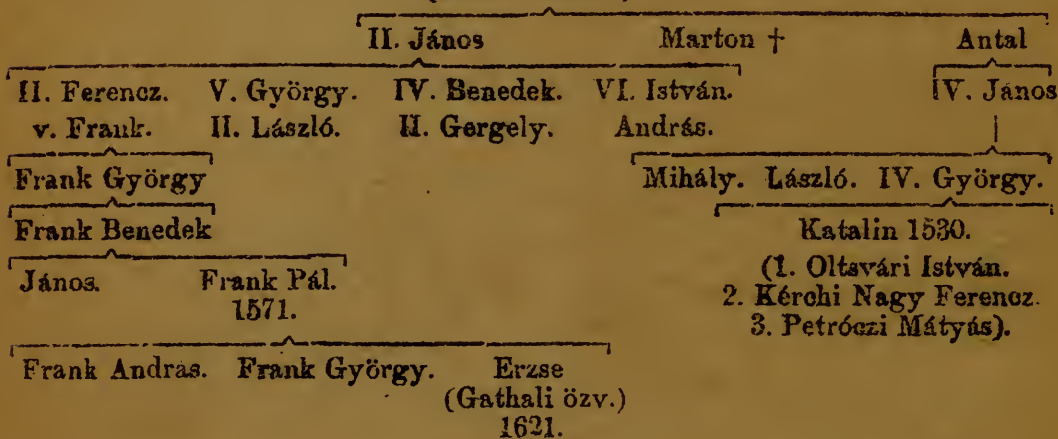 II. János Marton † Antal
II. Ferencz. V. György. IV. Benedek. VI. István. IV. János
v. Frank. II. László. II. Gergely. András.
Frank György Mihály. László. IV. György.
Frank Benedek Katalin 1530.
János. Frank Pál. (1. Oltsvári István.
1571. 2. Kérchi Nagy Ferencz.
3. Petróczi Mátyás).
Frank András. Frank György. Erzse
(Gathali özv.)
1621.